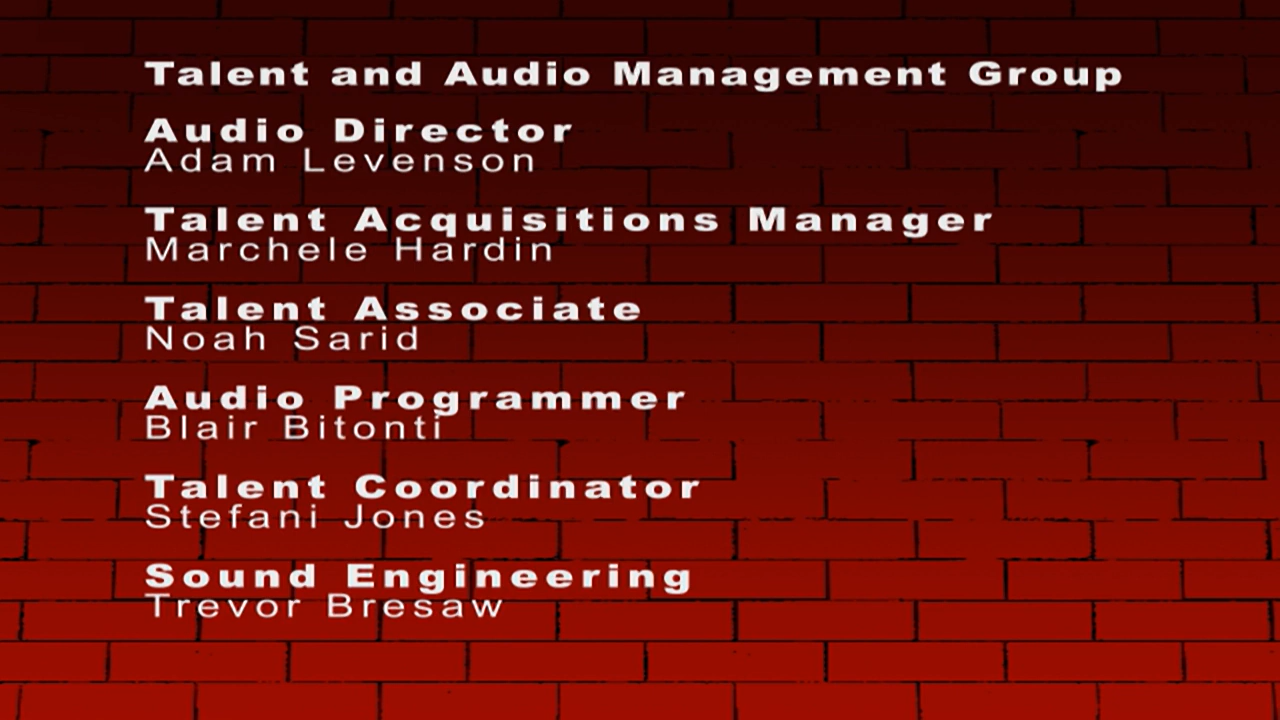 Talent and Audio Management Group
Audio Director
Adam Levenson
Talent Acquisitions Manager
Marchele Hardin
Talent Associate
Noah Sarid
Audio Programmer
Blair Bitonti
Talent Coordinator
Stefani Jones
Sound Engineering
Trevor Bresaw